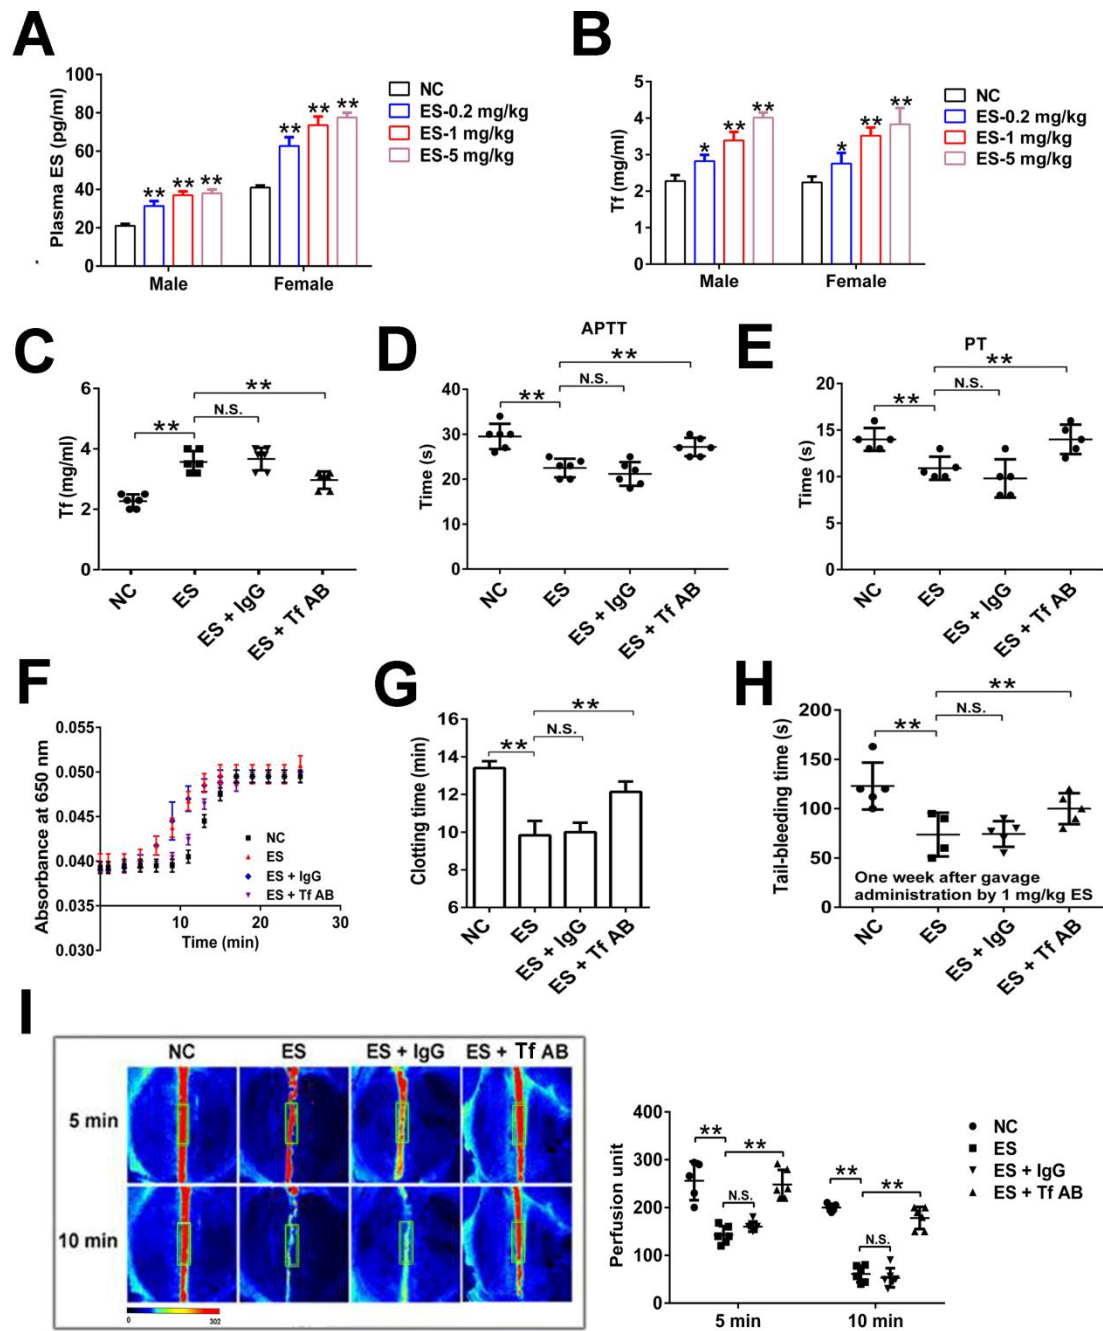 A
Plasma ES (pg/ml)
100
80
60
40
20
0
** ** **
** ** **
Male
Female
NC
ES-0.2 mg/kg
ES-1 mg/kg
ES-5 mg/kg
B
Tf (mg/ml)
5
4
3
2
1
0
* ** **
* ** **
Male
Female
NC
ES-0.2 mg/kg
ES-1 mg/kg
ES-5 mg/kg
C
Tf (mg/ml)
6
4
2
0
**
N.S.
**
NC
ES
ES + IgG
ES + Tf AB
D
APTT
Time (s)
40
30
20
10
0
**
N.S.
**
NC
ES
ES + IgG
ES + Tf AB
E
PT
Time (s)
20
15
10
5
0
**
N.S.
**
NC
ES
ES + IgG
ES + Tf AB
F
Absorbance at 650 nm
0.055
0.050
0.045
0.040
0.035
0.030
0
10
20
30
Time (min)
NC
ES
ES + IgG
ES + Tf AB
G
Clotting time (min)
16
14
12
10
8
6
**
N.S.
**
NC
ES
ES + IgG
ES + Tf AB
H
Tail-bleeding time (s)
200
150
100
50
0
**
N.S.
**
One week after gavage
administration by 1 mg/kg ES
NC
ES
ES + IgG
ES + Tf AB
I
NC
ES
ES + IgG
ES + Tf AB
5 min
10 min
0
302
Perfusion unit
400
300
200
100
0
**
**
N.S.
**
**
N.S.
5 min
10 min
NC
ES
ES + IgG
ES + Tf AB